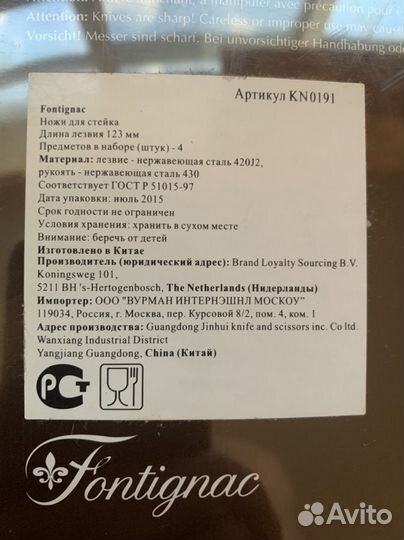 Attention: Knives are sharp! Careless or improper use may cause
Vorsicht! Messer sind scharf. Bei unvorsichtiger Handhabung oder
Артикул KN0191
Fontignac
Ножи для стейка
Длина лезвия 123 мм
Предметов в наборе (штук) - 4
Материал: лезвие - нержавеющая сталь 420J2,
рукоять - нержавеющая сталь 430
Соответствует ГОСТ Р 51015-97
Дата упаковки: июль 2015
Срок годности не ограничен
Условия хранения: хранить в сухом месте
Внимание: беречь от детей
Изготовлено в Китае
Производитель (юридический адрес): Brand Loyalty Sourcing B.V.
Koningsweg 101,
5211 BH 's-Hertogenbosch, The Netherlands (Нидерланды)
Импортер: ООО "ВУРМАН ИНТЕРНЭШНЛ МОСКОУ"
119034, Россия, г. Москва, пер. Курсовой 8/2, пом. 4, ком. 1
Адрес производства: Guangdong Jinhui knife and scissors inc. Co ltd.
Wanxiang Industrial District
Yangjiang Guangdong, China (Китай)
РСТ
Fontignac
Avito